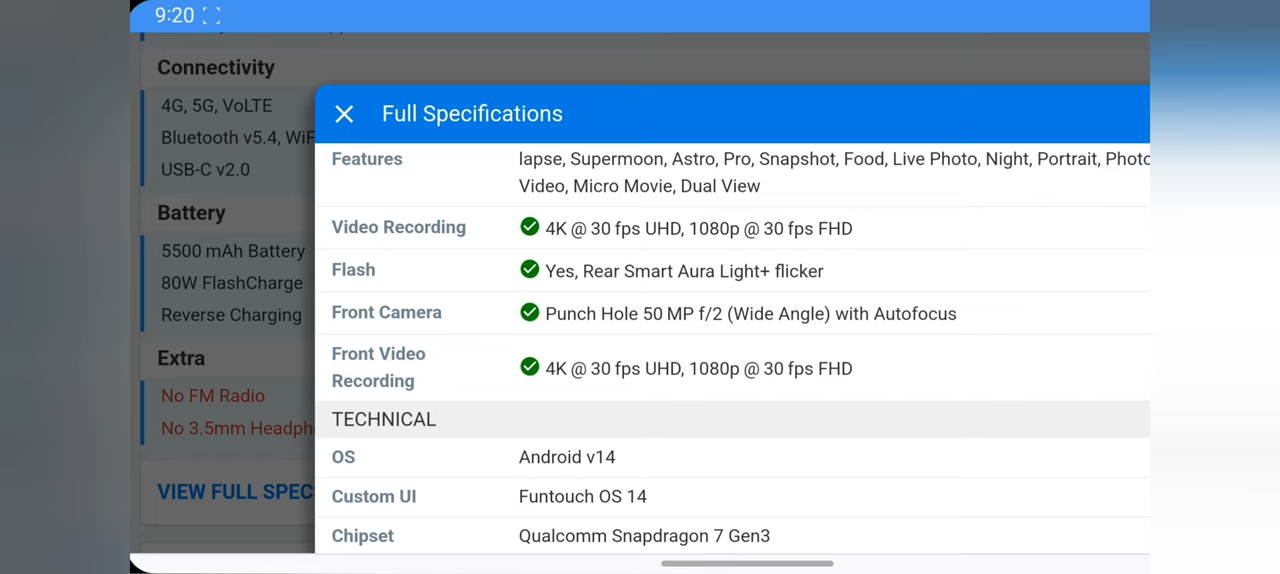 9:20
Connectivity
4G, 5G, VoLTE
Bluetooth v5.4, WiF
USB-C v2.0
Battery
5500 mAh Battery
80W FlashCharge
Reverse Charging
Extra
No FM Radio
No 3.5mm Headph
VIEW FULL SPEC
Full Specifications
Features lapse, Supermoon, Astro, Pro, Snapshot, Food, Live Photo, Night, Portrait, Photo
Video, Micro Movie, Dual View
Video Recording 4K @ 30 fps UHD, 1080p @ 30 fps FHD
Flash Yes, Rear Smart Aura Light+ flicker
Front Camera Punch Hole 50 MP f/2 (Wide Angle) with Autofocus
Front Video
Recording 4K @ 30 fps UHD, 1080p @ 30 fps FHD
TECHNICAL
OS Android v14
Custom UI Funtouch OS 14
Chipset Qualcomm Snapdragon 7 Gen3